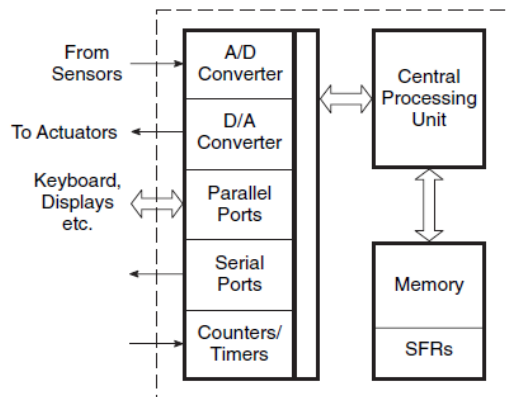 From
Sensors
A/D
Converter
To Actuators
D/A
Converter
Keyboard,
Displays
etc.
Parallel
Ports
Serial
Ports
Counters/
Timers
Central
Processing
Unit
Memory
SFRs